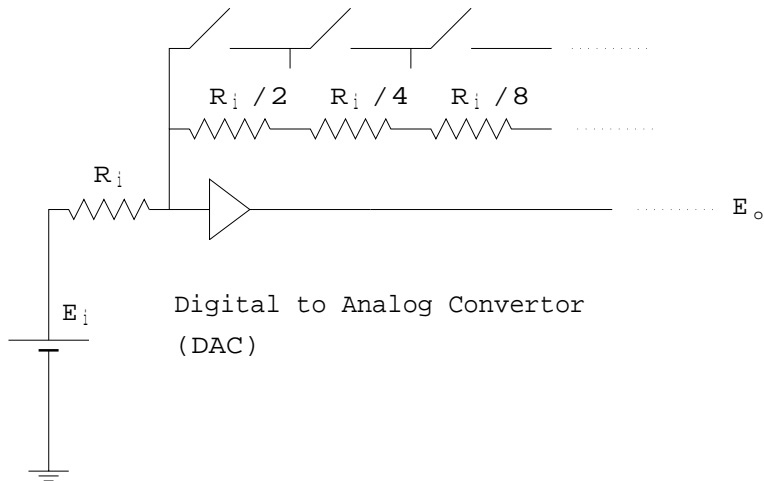 R i /2 R i /4 R i /8
R i
E o
E i
Digital to Analog Convertor
(DAC)